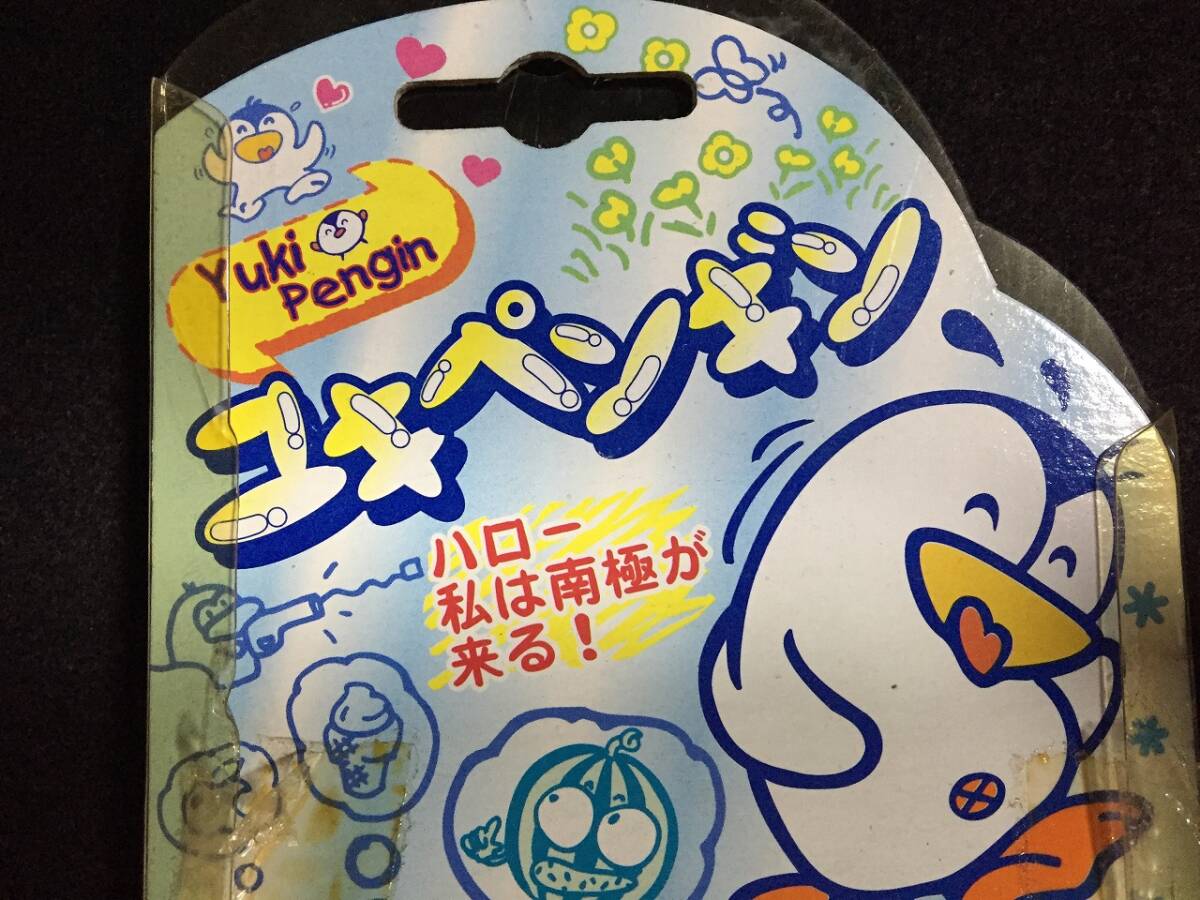 Yuki
Pengin
ユキペンギン
ハロー
私は南極が
来る!